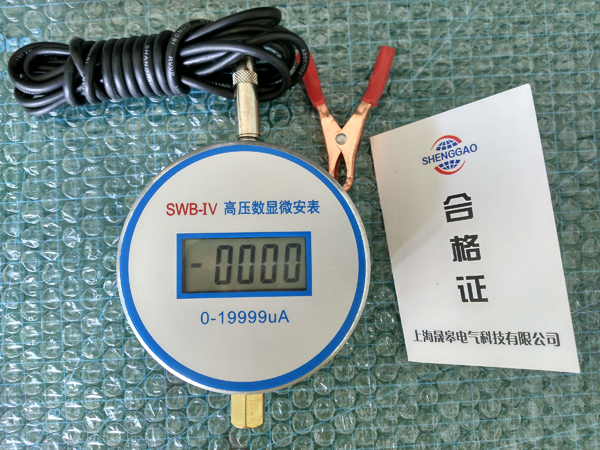 SHENGGAO
合格证
上海晟皋电气科技有限公司
SWB-IV 高压数显微安表
-0000
0-19999uA